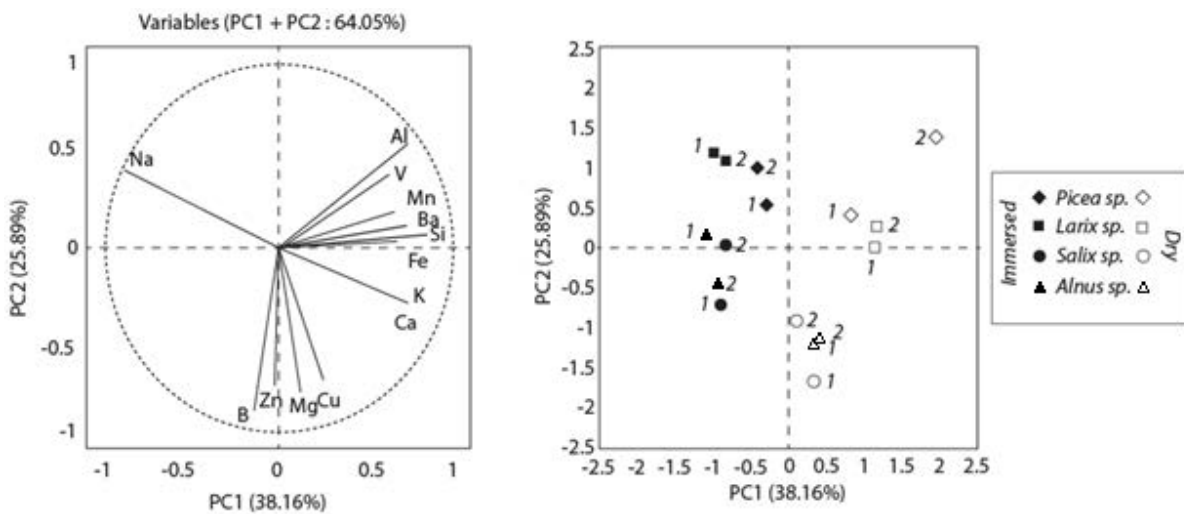 Variables (PC1 + PC2 : 64.05%)
1
0.5
0
-0.5
-1
PC2 (25.89%)
Na
Al
V
Mn
Ba
Si
Fe
K
Ca
B
Zn
Mg
Cu
-1 -0.5 0 0.5 1
PC1 (38.16%)
2.5
2
1.5
1
0.5
0
-0.5
-1
-1.5
-2
-2.5
PC2 (25.89%)
2
1 2 2
1
1 2
1 2
1
2
1
2
2
1
1
-2.5 -2 -1.5 -1 -0.5 0 0.5 1 1.5 2 2.5
PC1 (38.16%)
Immersed
Picea sp.
Larix sp.
Salix sp.
Alnus sp.
Dry